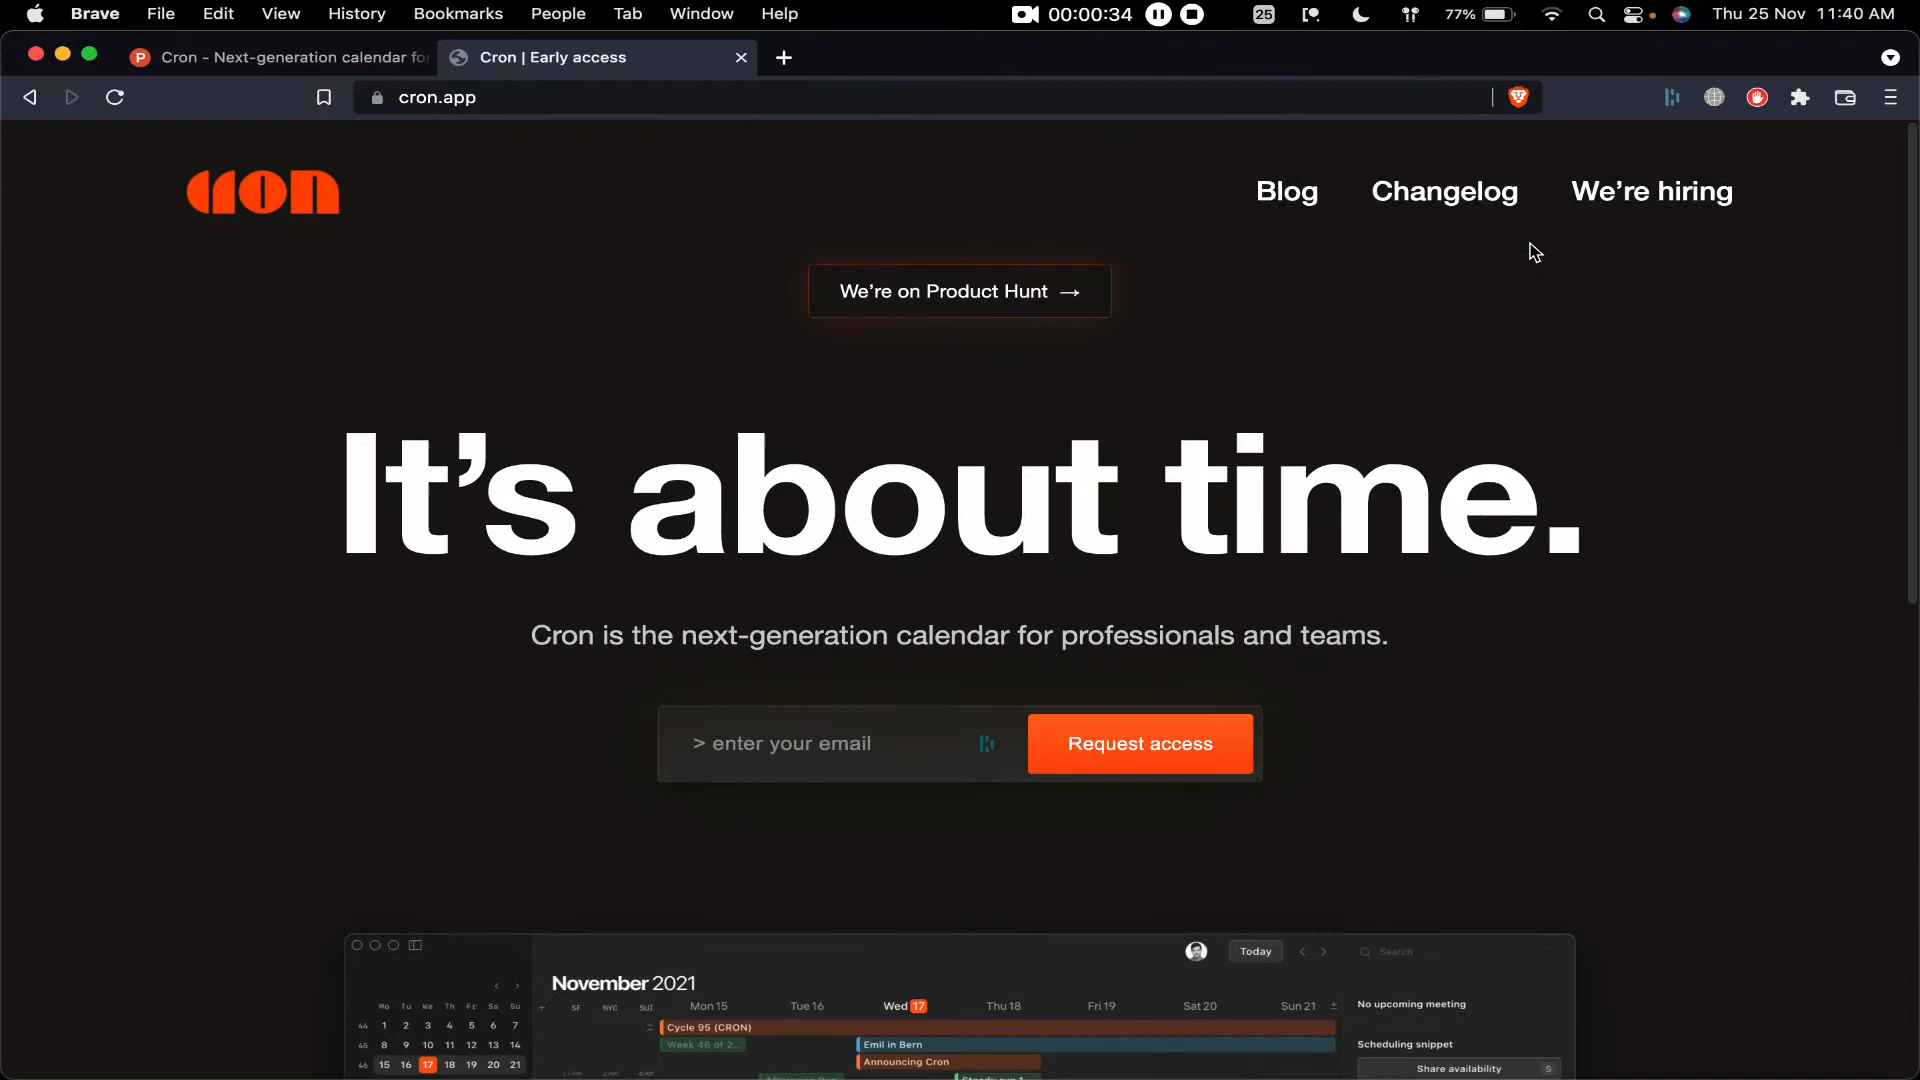 Brave File Edit View History Bookmarks People Tab Window Help 00:00:34 25 77% Thu 25 Nov 11:40 AM
P Cron - Next-generation calendar for Cron | Early access
cron.app
cron
Blog Changelog We're hiring
We're on Product Hunt →
It's about time.
Cron is the next-generation calendar for professionals and teams.
> enter your email Request access
Today < > Search
November 2021
Mo Tu We Th Fr Sa Su
SF NYC SUI Mon 15 Tue 16 Wed 17 Thu 18 Fri 19 Sat 20 Sun 21
No upcoming meeting
44 1 2 3 4 5 6 7
Cycle 95 (CRON)
45 8 9 10 11 12 13 14
Week 46 of 2... Emil in Bern
Scheduling snippet
46 15 16 17 18 19 20 21
Announcing Cron
Share availability S